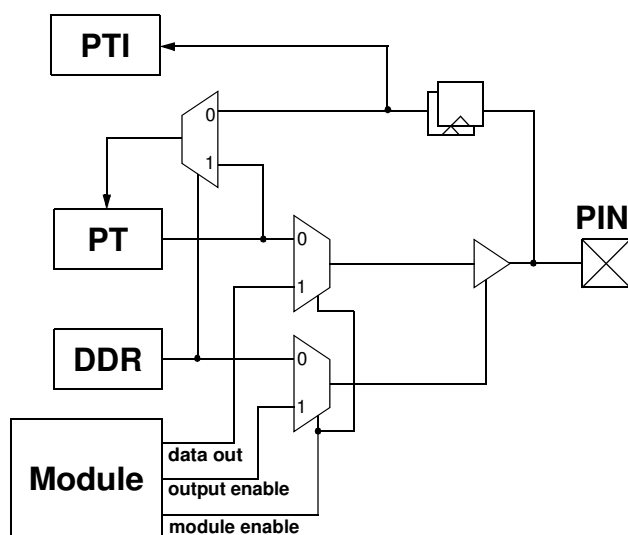 PTI
0
1
PIN
PT
0
1
DDR
0
1
Module
data out
output enable
module enable